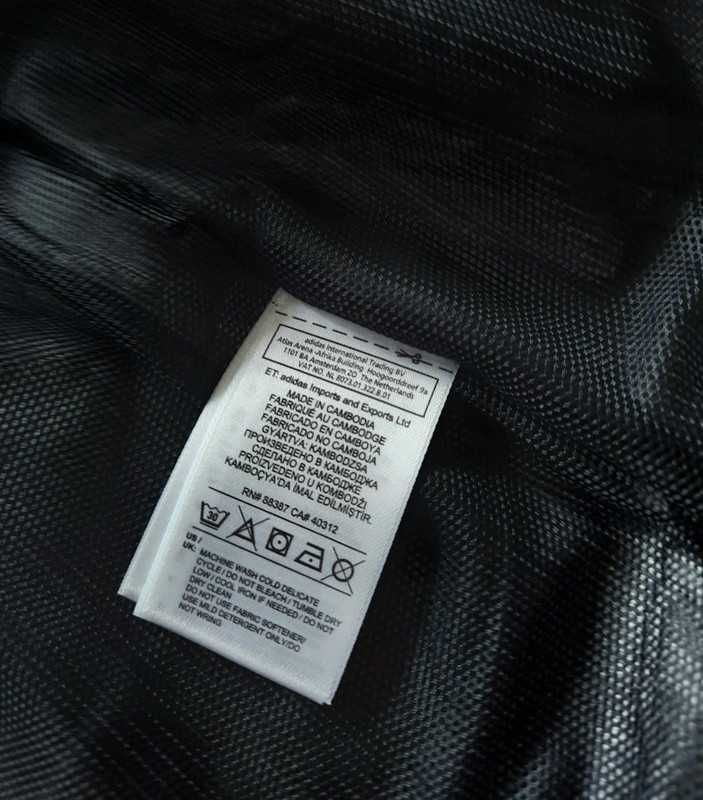 adidas International Trading BV
Atlas Arena -Afrika Building, Hoogoorddreef 9a
1101 BA Amsterdam ZO, The Netherlands
VAT NO. NL 8073.01.322.B.01
ET: adidas Imports and Exports Ltd
MADE IN CAMBODIA
FABRIQUÉ AU CAMBODGE
FABRICADO EN CAMBOYA
FABRICADO NO CAMBOJA
GYÁRTVA: KAMBODZSA
ПРОИЗВЕДЕНО В КАМБОДЖА
СДЕЛАНО В КАМБОДЖЕ
PROIZVEDENO U KOMBODŽI
KAMBOÇYA'DA İMAL EDİLMİŞTİR.
RN# 88387 CA# 40312
30
US /
UK: MACHINE WASH COLD DELICATE
CYCLE / DO NOT BLEACH / TUMBLE DRY
LOW / COOL IRON IF NEEDED / DO NOT
DRY CLEAN
DO NOT USE FABRIC SOFTENER/
USE MILD DETERGENT ONLY/DO
NOT WRING